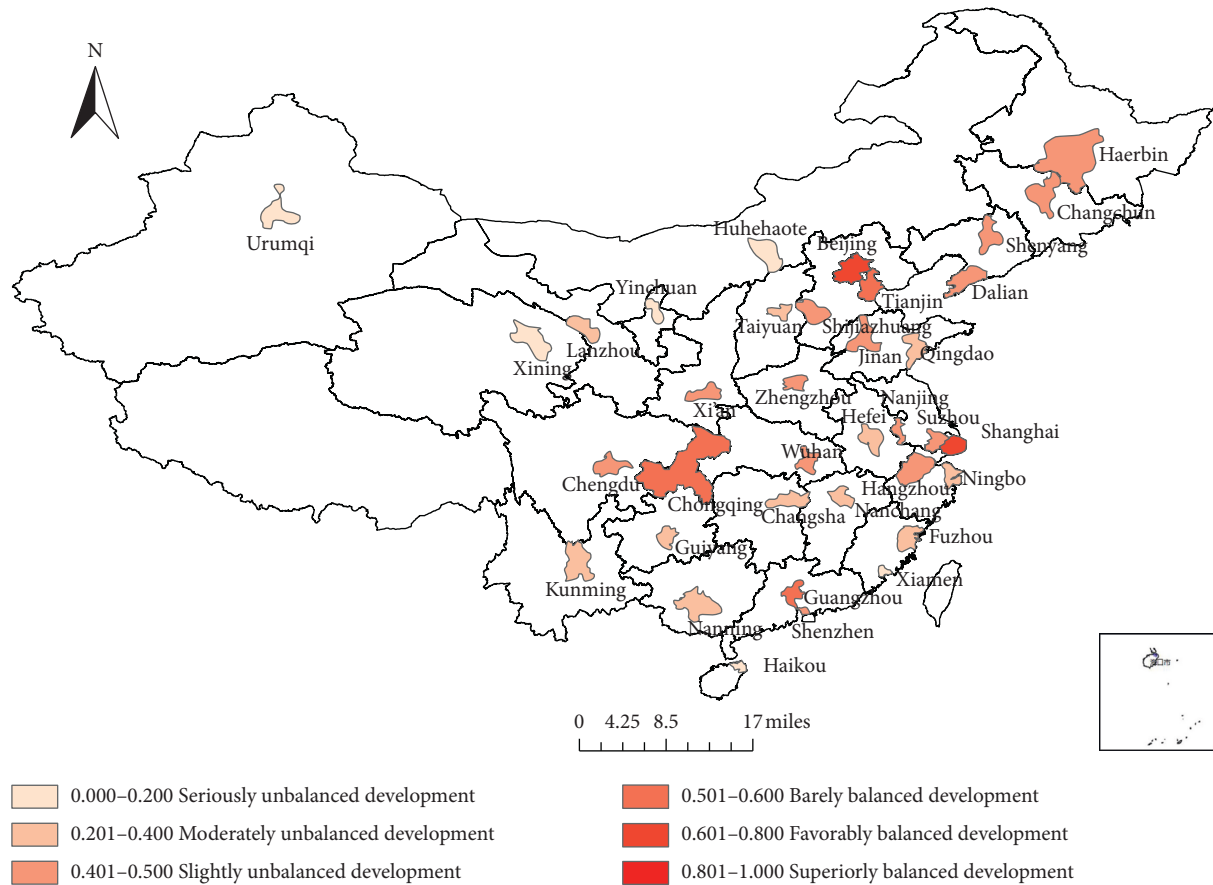 N
Haerbin
Changchun
Urumqi
Huhehaote
Beijing
Shenyang
Yinchuan
Tianjin
Dalian
Taiyuan
Shijiazhuang
Lanzhou
Xining
Jinan
Qingdao
Zhengzhou
Nanjing
Xi'an
Hefei
Suzhou
Shanghai
Wuhan
Chengdu
Hangzhou
Ningbo
Chongqing
Changsha
Nanchang
Guiyang
Fuzhou
Kunming
Xiamen
Guangzhou
Nanning
Shenzhen
Haikou
0 4.25 8.5 17 miles
0.000–0.200 Seriously unbalanced development
0.201–0.400 Moderately unbalanced development
0.401–0.500 Slightly unbalanced development
0.501–0.600 Barely balanced development
0.601–0.800 Favorably balanced development
0.801–1.000 Superiorly balanced development